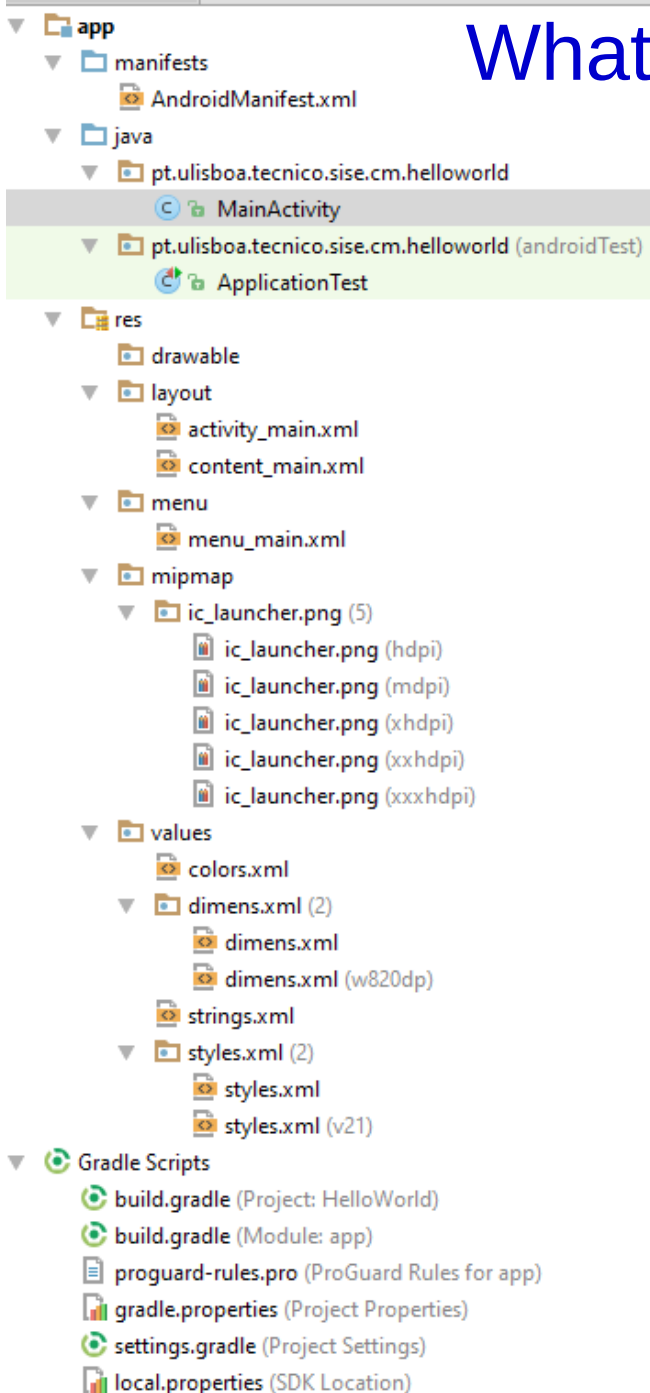 app
What
manifests
AndroidManifest.xml
java
pt.ulisboa.tecnico.sise.cm.helloworld
MainActivity
pt.ulisboa.tecnico.sise.cm.helloworld (androidTest)
ApplicationTest
res
drawable
layout
activity_main.xml
content_main.xml
menu
menu_main.xml
mipmap
ic_launcher.png (5)
ic_launcher.png (hdpi)
ic_launcher.png (mdpi)
ic_launcher.png (xhdpi)
ic_launcher.png (xxhdpi)
ic_launcher.png (xxxhdpi)
values
colors.xml
dimens.xml (2)
dimens.xml
dimens.xml (w820dp)
strings.xml
styles.xml (2)
styles.xml
styles.xml (v21)
Gradle Scripts
build.gradle (Project: HelloWorld)
build.gradle (Module: app)
proguard-rules.pro (ProGuard Rules for app)
gradle.properties (Project Properties)
settings.gradle (Project Settings)
local.properties (SDK Location)